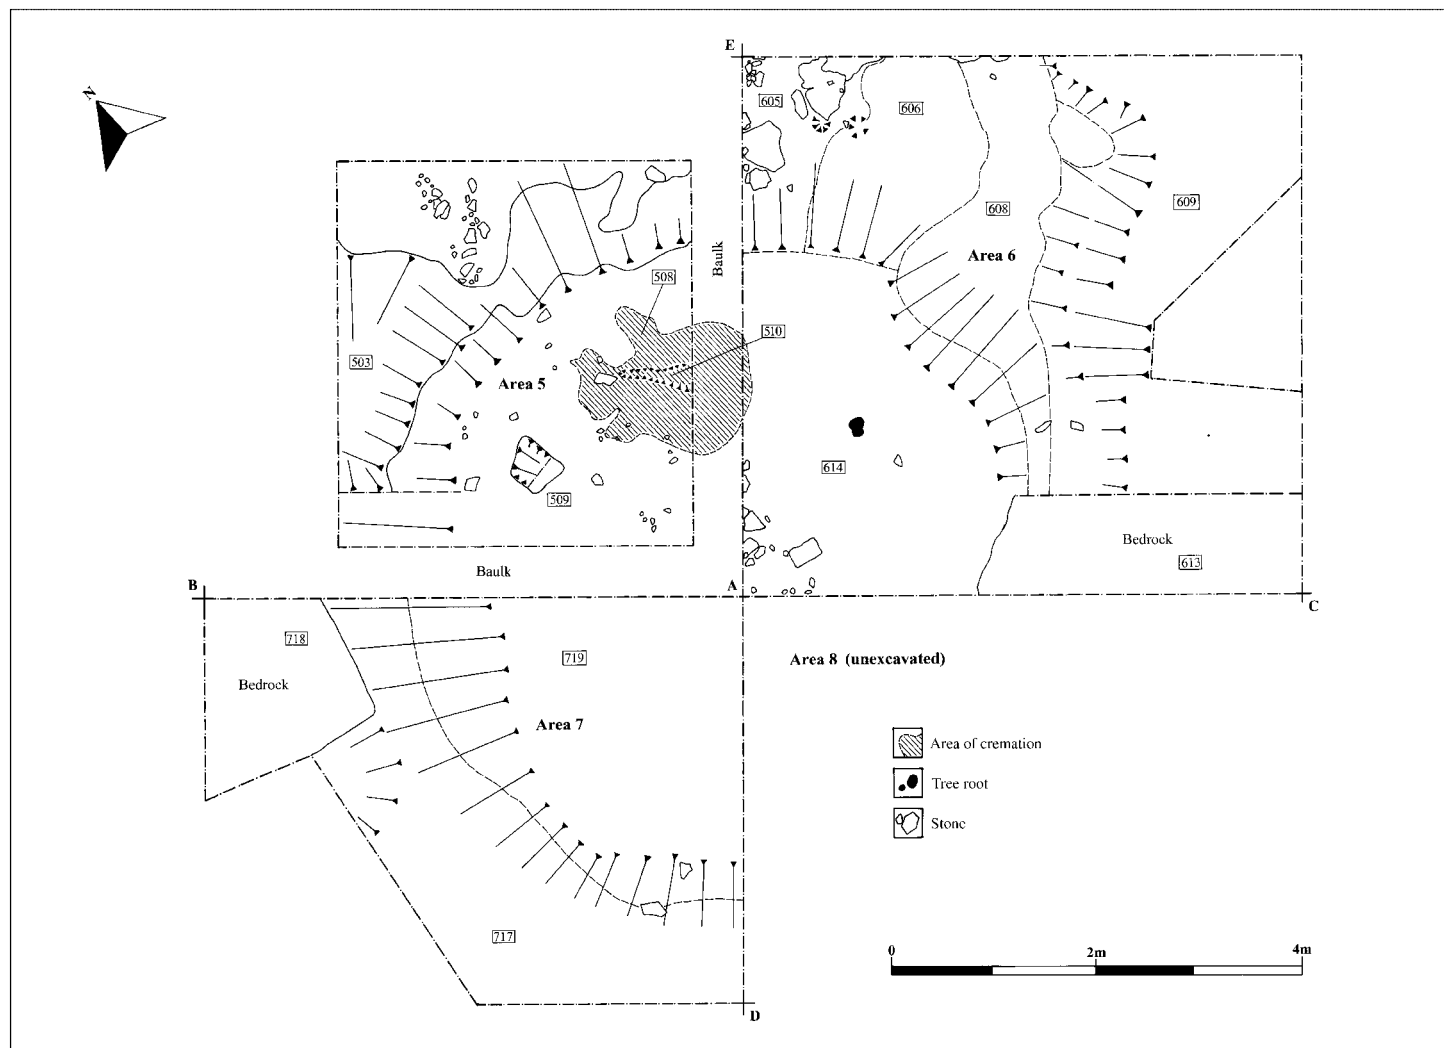 N
E
605
606
608
609
Area 6
Baulk
508
510
503
Area 5
509
614
Bedrock
613
Baulk
B
A
C
718
719
Bedrock
Area 8 (unexcavated)
Area 7
Area of cremation
Tree root
Stone
717
0
2m
4m
D